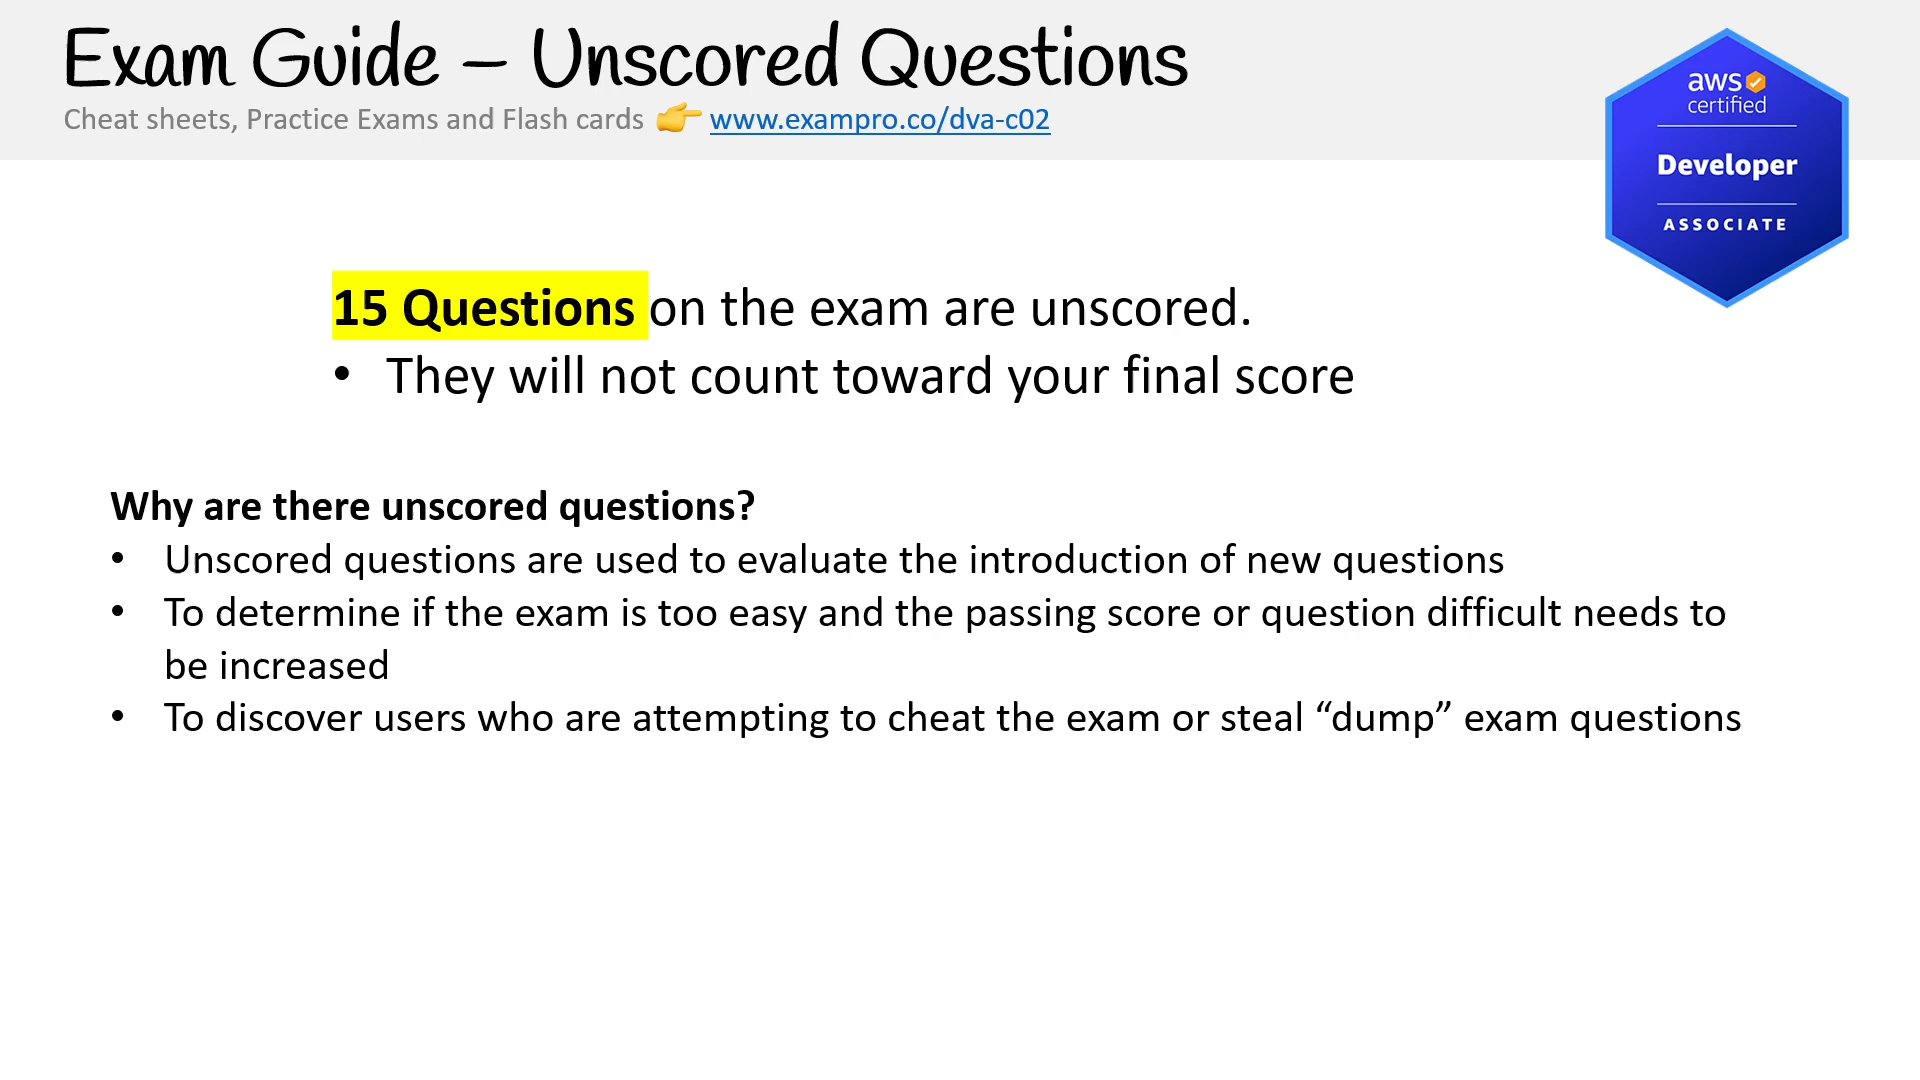 Exam Guide – Unscored Questions
Cheat sheets, Practice Exams and Flash cards 👉 www.exampro.co/dva-c02
aws
certified
Developer
ASSOCIATE
15 Questions on the exam are unscored.
• They will not count toward your final score
Why are there unscored questions?
• Unscored questions are used to evaluate the introduction of new questions
• To determine if the exam is too easy and the passing score or question difficult needs to
be increased
• To discover users who are attempting to cheat the exam or steal “dump” exam questions